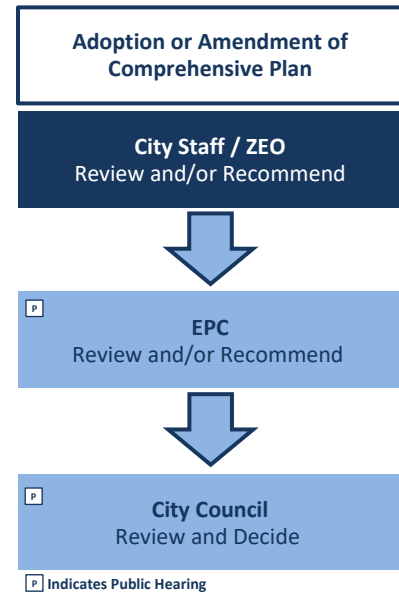 Adoption or Amendment of
Comprehensive Plan
City Staff / ZEO
Review and/or Recommend
P
EPC
Review and/or Recommend
P
City Council
Review and Decide
P Indicates Public Hearing